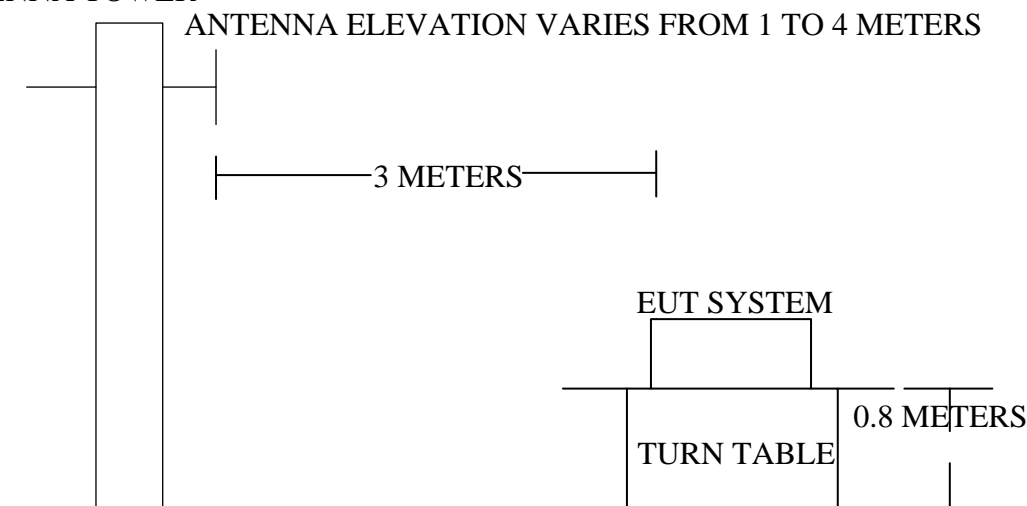 ANTENNA ELEVATION VARIES FROM 1 TO 4 METERS
3 METERS
EUT SYSTEM
0.8 METERS
TURN TABLE